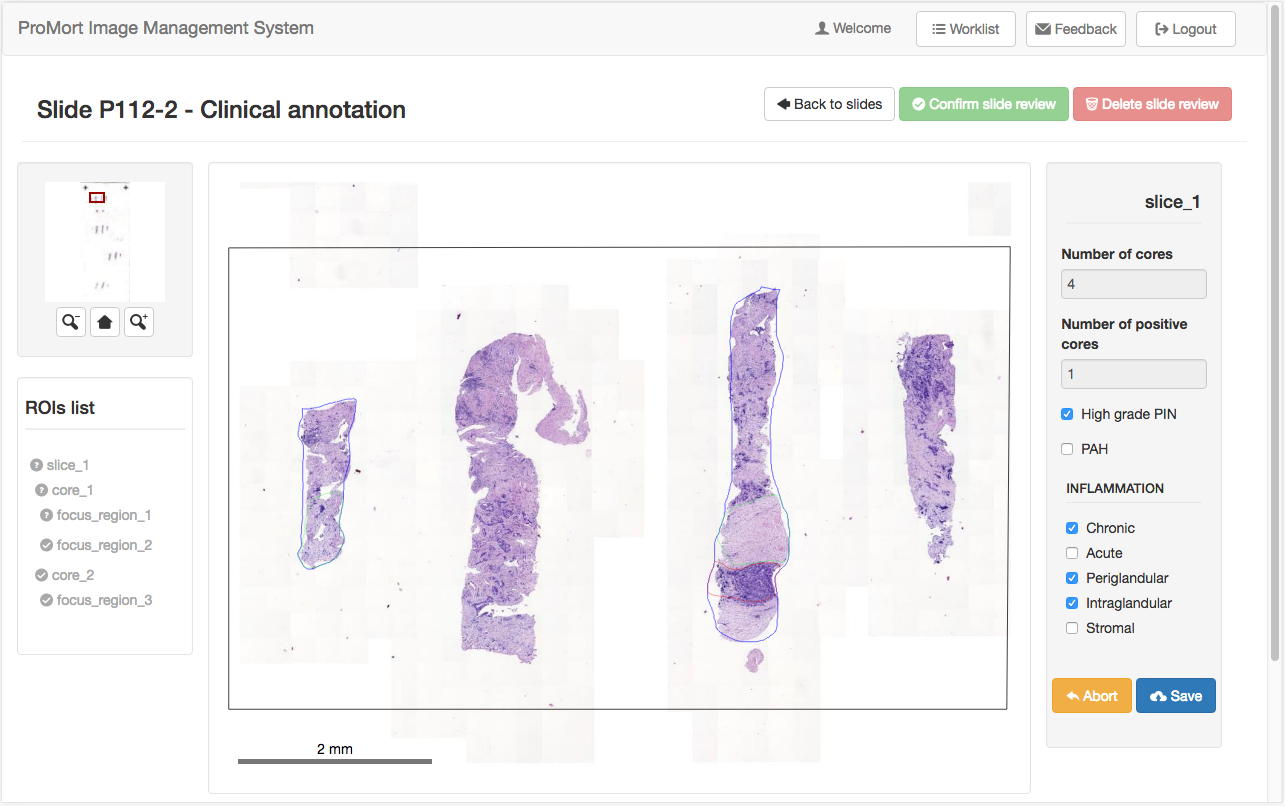 ProMort Image Management System
Welcome
Worklist
Feedback
Logout
Slide P112-2 - Clinical annotation
Back to slides
Confirm slide review
Delete slide review
ROIs list
slice_1
core_1
focus_region_1
focus_region_2
core_2
focus_region_3
2 mm
slice_1
Number of cores
4
Number of positive
cores
1
High grade PIN
PAH
INFLAMMATION
Chronic
Acute
Periglandular
Intraglandular
Stromal
Abort
Save